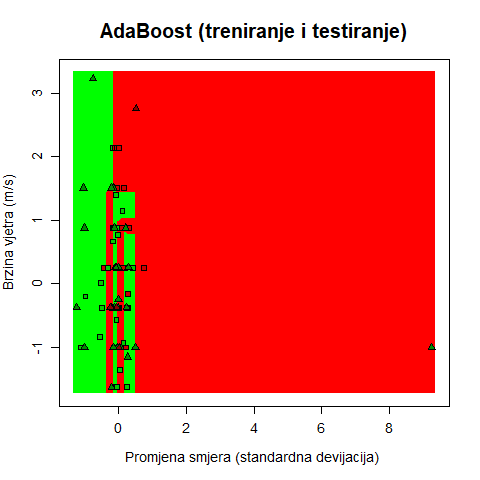 AdaBoost (treniranje i testiranje)
Brzina vjetra (m/s)
3
2
1
0
-1
0 2 4 6 8
Promjena smjera (standardna devijacija)